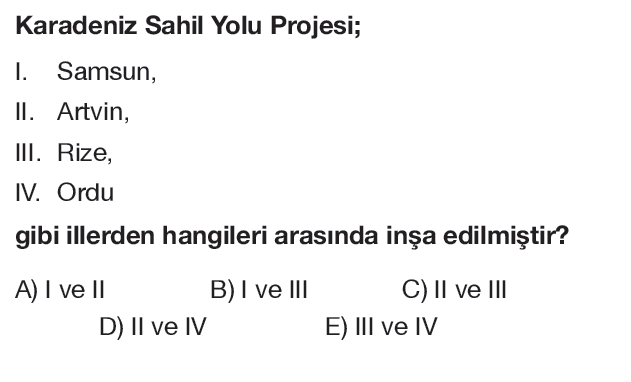 Karadeniz Sahil Yolu Projesi;
I. Samsun,
II. Artvin,
III. Rize,
IV. Ordu
gibi illerden hangileri arasında inşa edilmiştir?
A) I ve II B) I ve III C) II ve III
D) II ve IV E) III ve IV